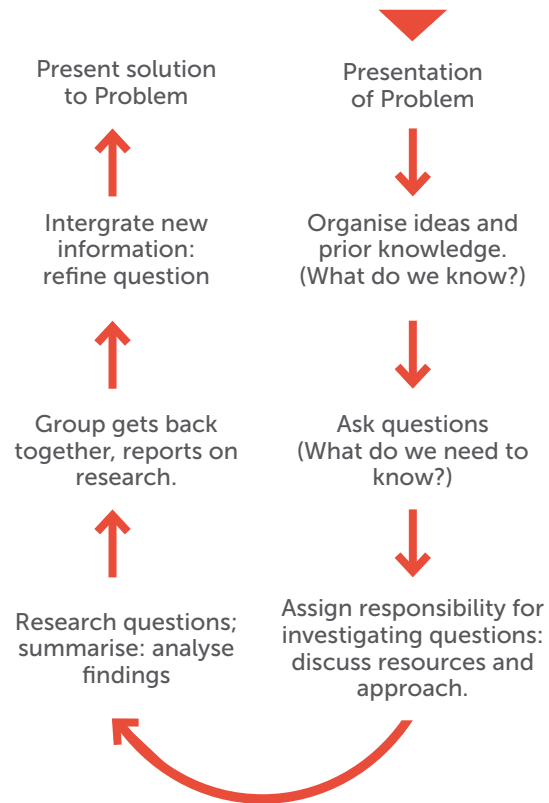 Presentation
of Problem
Organise ideas and
prior knowledge.
(What do we know?)
Ask questions
(What do we need to
know?)
Assign responsibility for
investigating questions:
discuss resources and
approach.
Research questions;
summarise: analyse
findings
Group gets back
together, reports on
research.
Intergrate new
information:
refine question
Present solution
to Problem